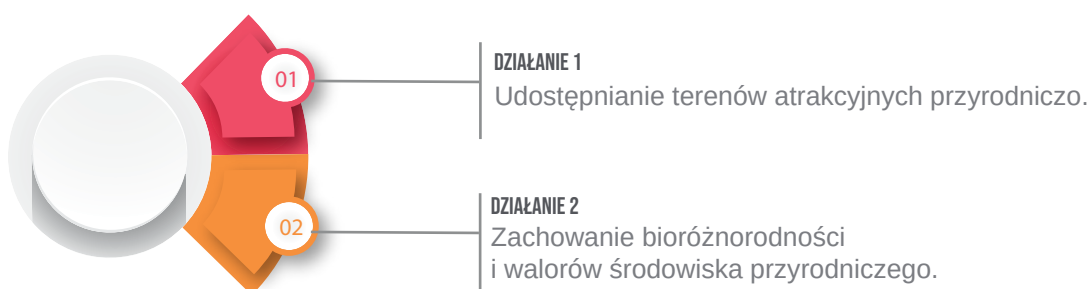 01
DZIAŁANIE 1
Udostępnianie terenów atrakcyjnych przyrodniczo.
02
DZIAŁANIE 2
Zachowanie bioróżnorodności
i walorów środowiska przyrodniczego.